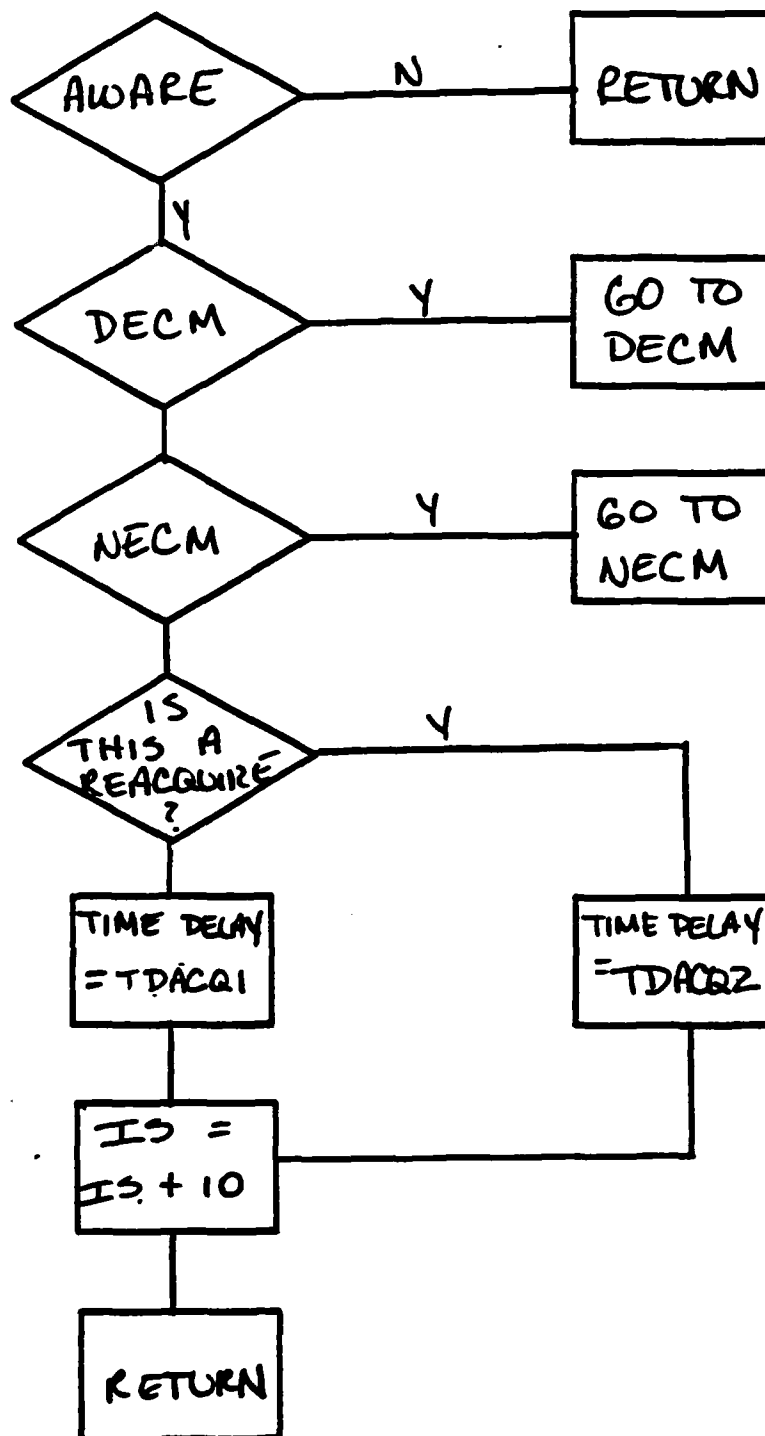 AWARE
N
RETURN
Y
DECM
Y
GO TO
DECM
NECM
Y
GO TO
NECM
IS
THIS A
REACQUIRE
?
Y
TIME DELAY
= TDACQ1
TIME DELAY
= TDACQ2
IS =
IS + 10
RETURN